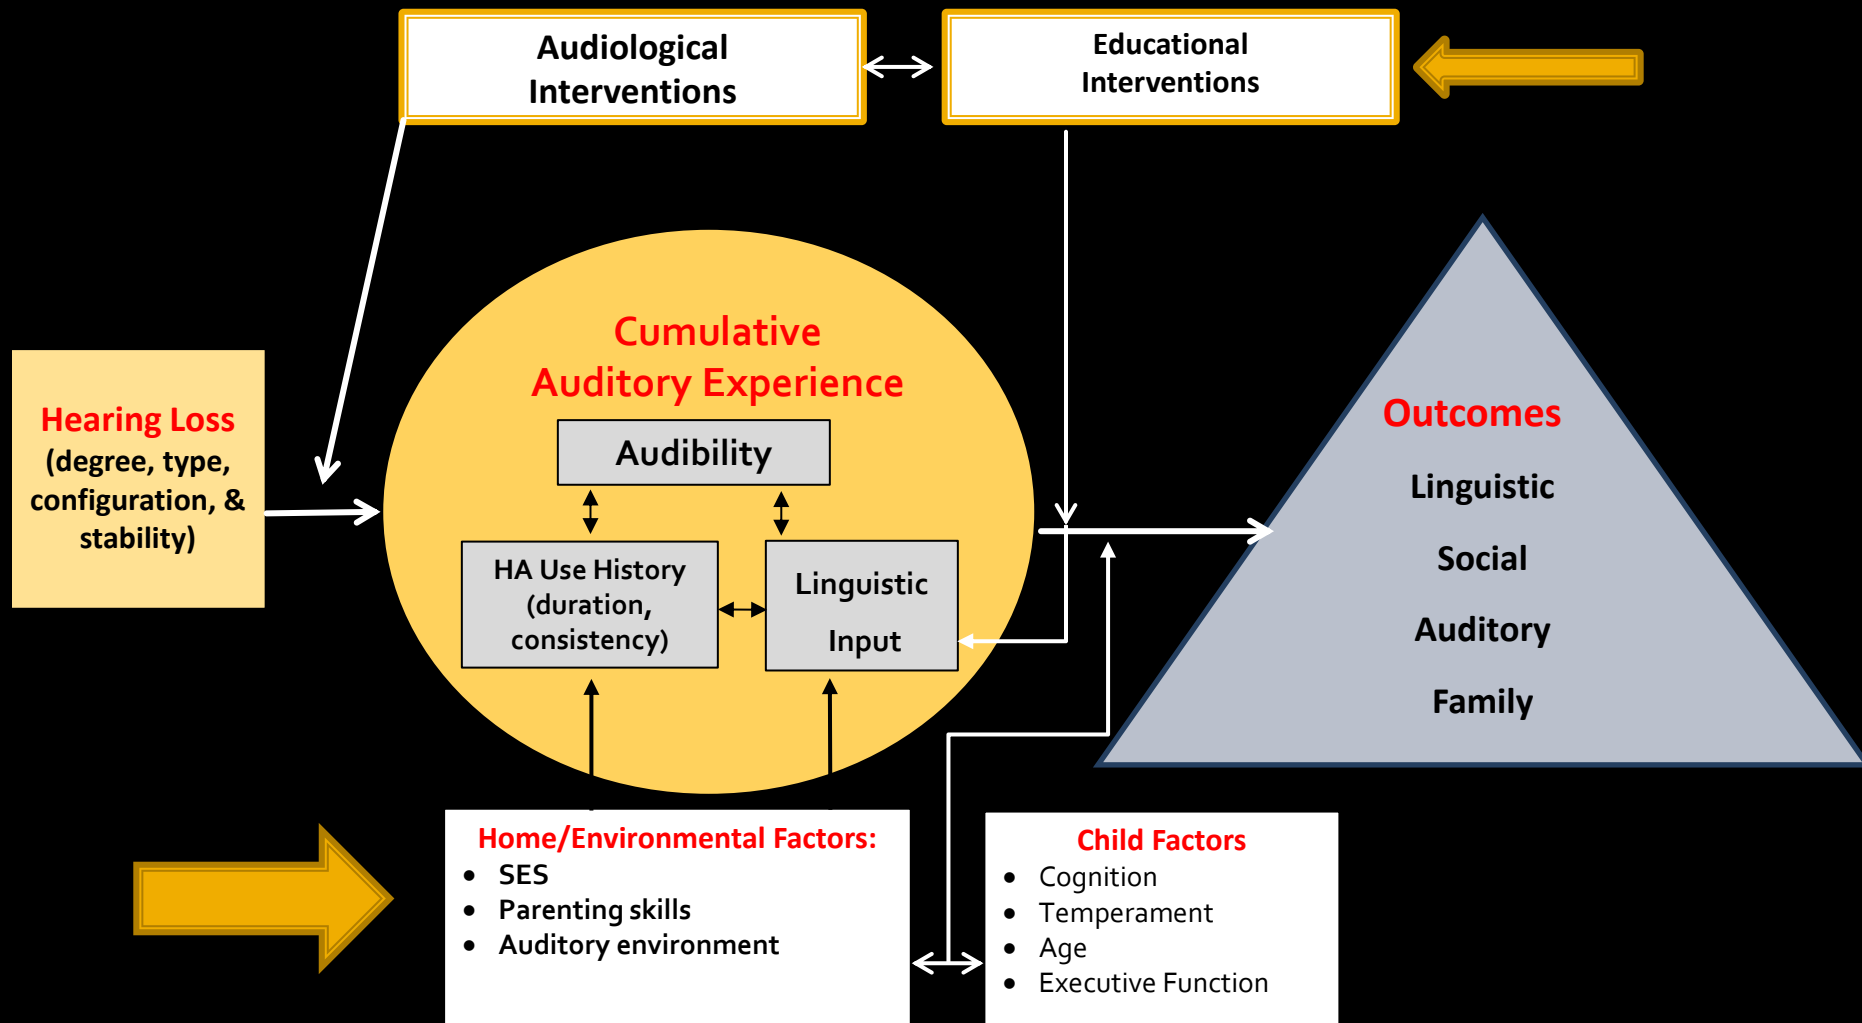 Audiological
Interventions
Educational
Interventions
Cumulative
Auditory Experience
Audibility
HA Use History
(duration,
consistency)
Linguistic
Input
Hearing Loss
(degree, type,
configuration, &
stability)
Outcomes
Linguistic
Social
Auditory
Family
Home/Environmental Factors:
• SES
• Parenting skills
• Auditory environment
Child Factors
• Cognition
• Temperament
• Age
• Executive Function